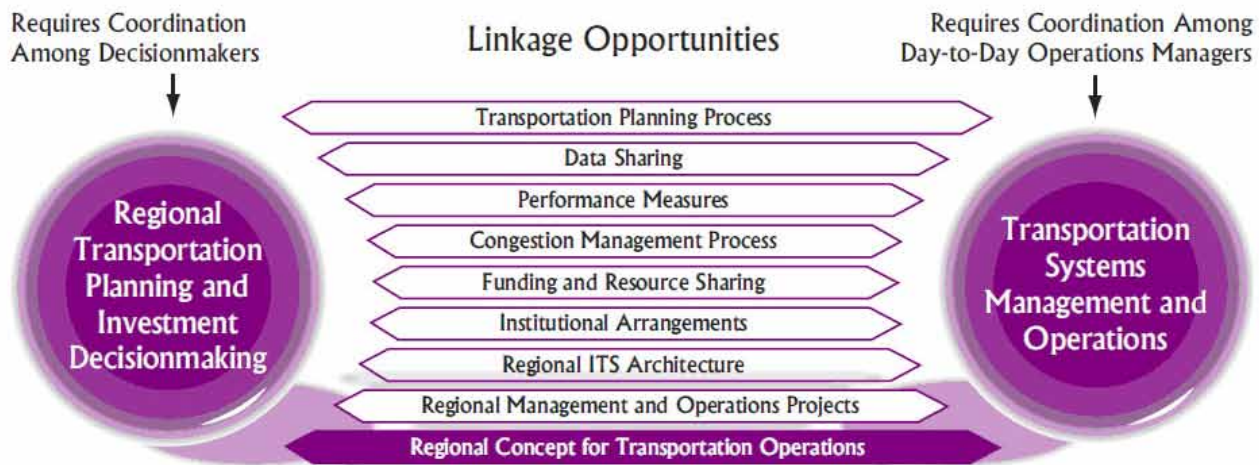 Requires Coordination
Among Decisionmakers
Linkage Opportunities
Requires Coordination Among
Day-to-Day Operations Managers
Regional
Transportation
Planning and
Investment
Decisionmaking
Transportation Planning Process
Data Sharing
Performance Measures
Congestion Management Process
Funding and Resource Sharing
Institutional Arrangements
Regional ITS Architecture
Regional Management and Operations Projects
Regional Concept for Transportation Operations
Transportation
Systems
Management and
Operations